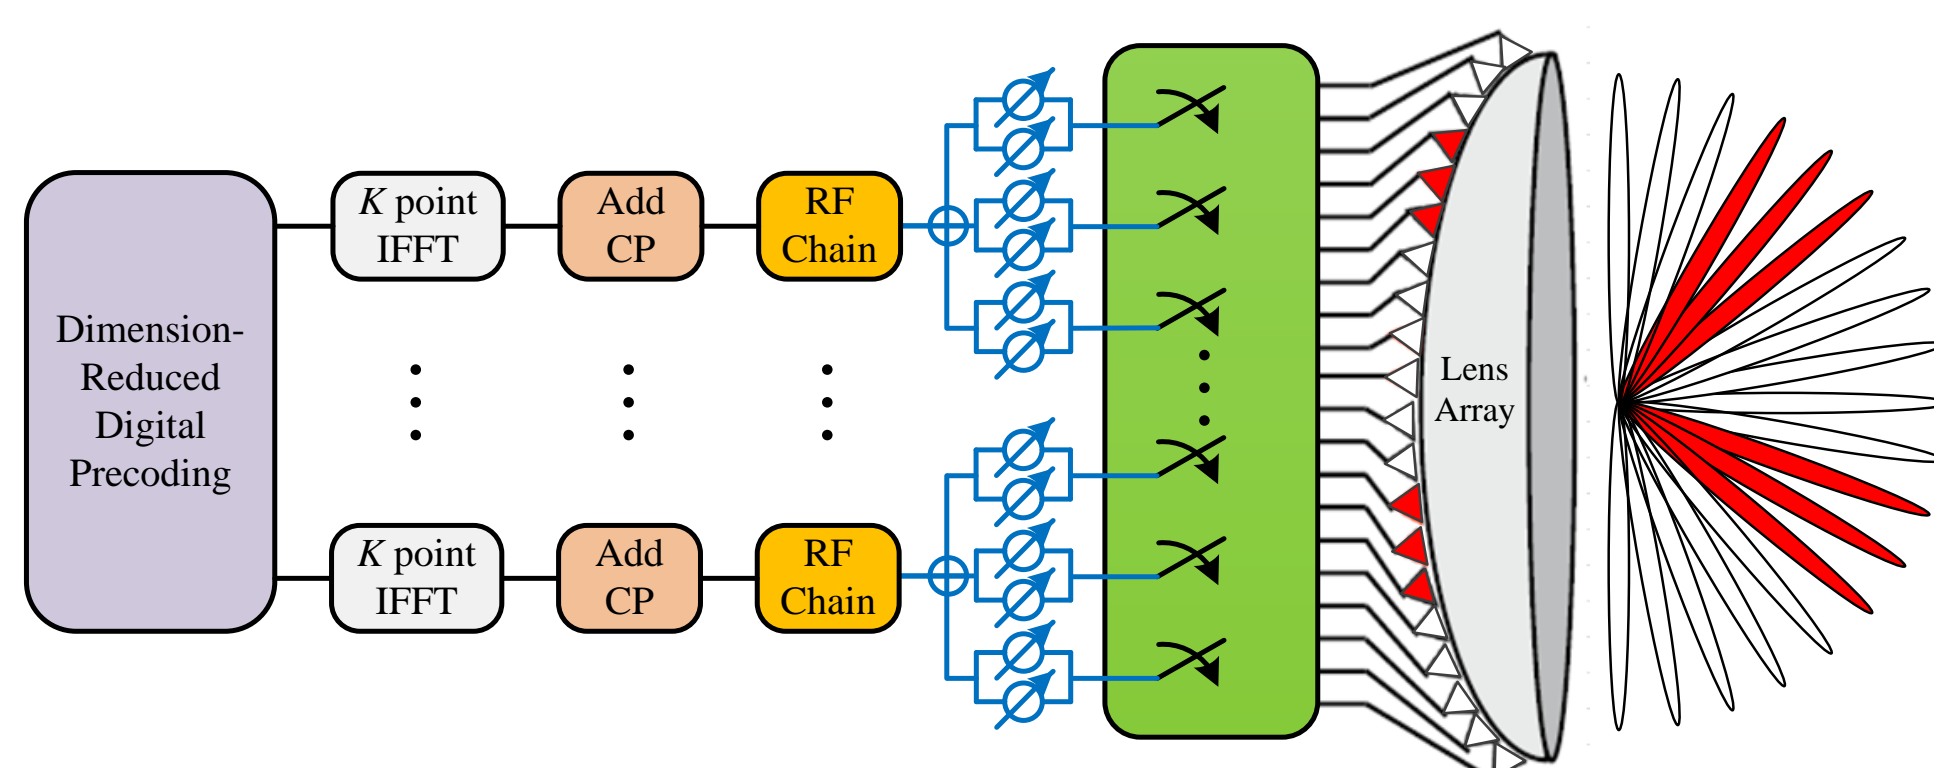 K point
IFFT
Add
CP
RF
Chain
Dimension-
Reduced
Digital
Precoding
Lens
Array
K point
IFFT
Add
CP
RF
Chain